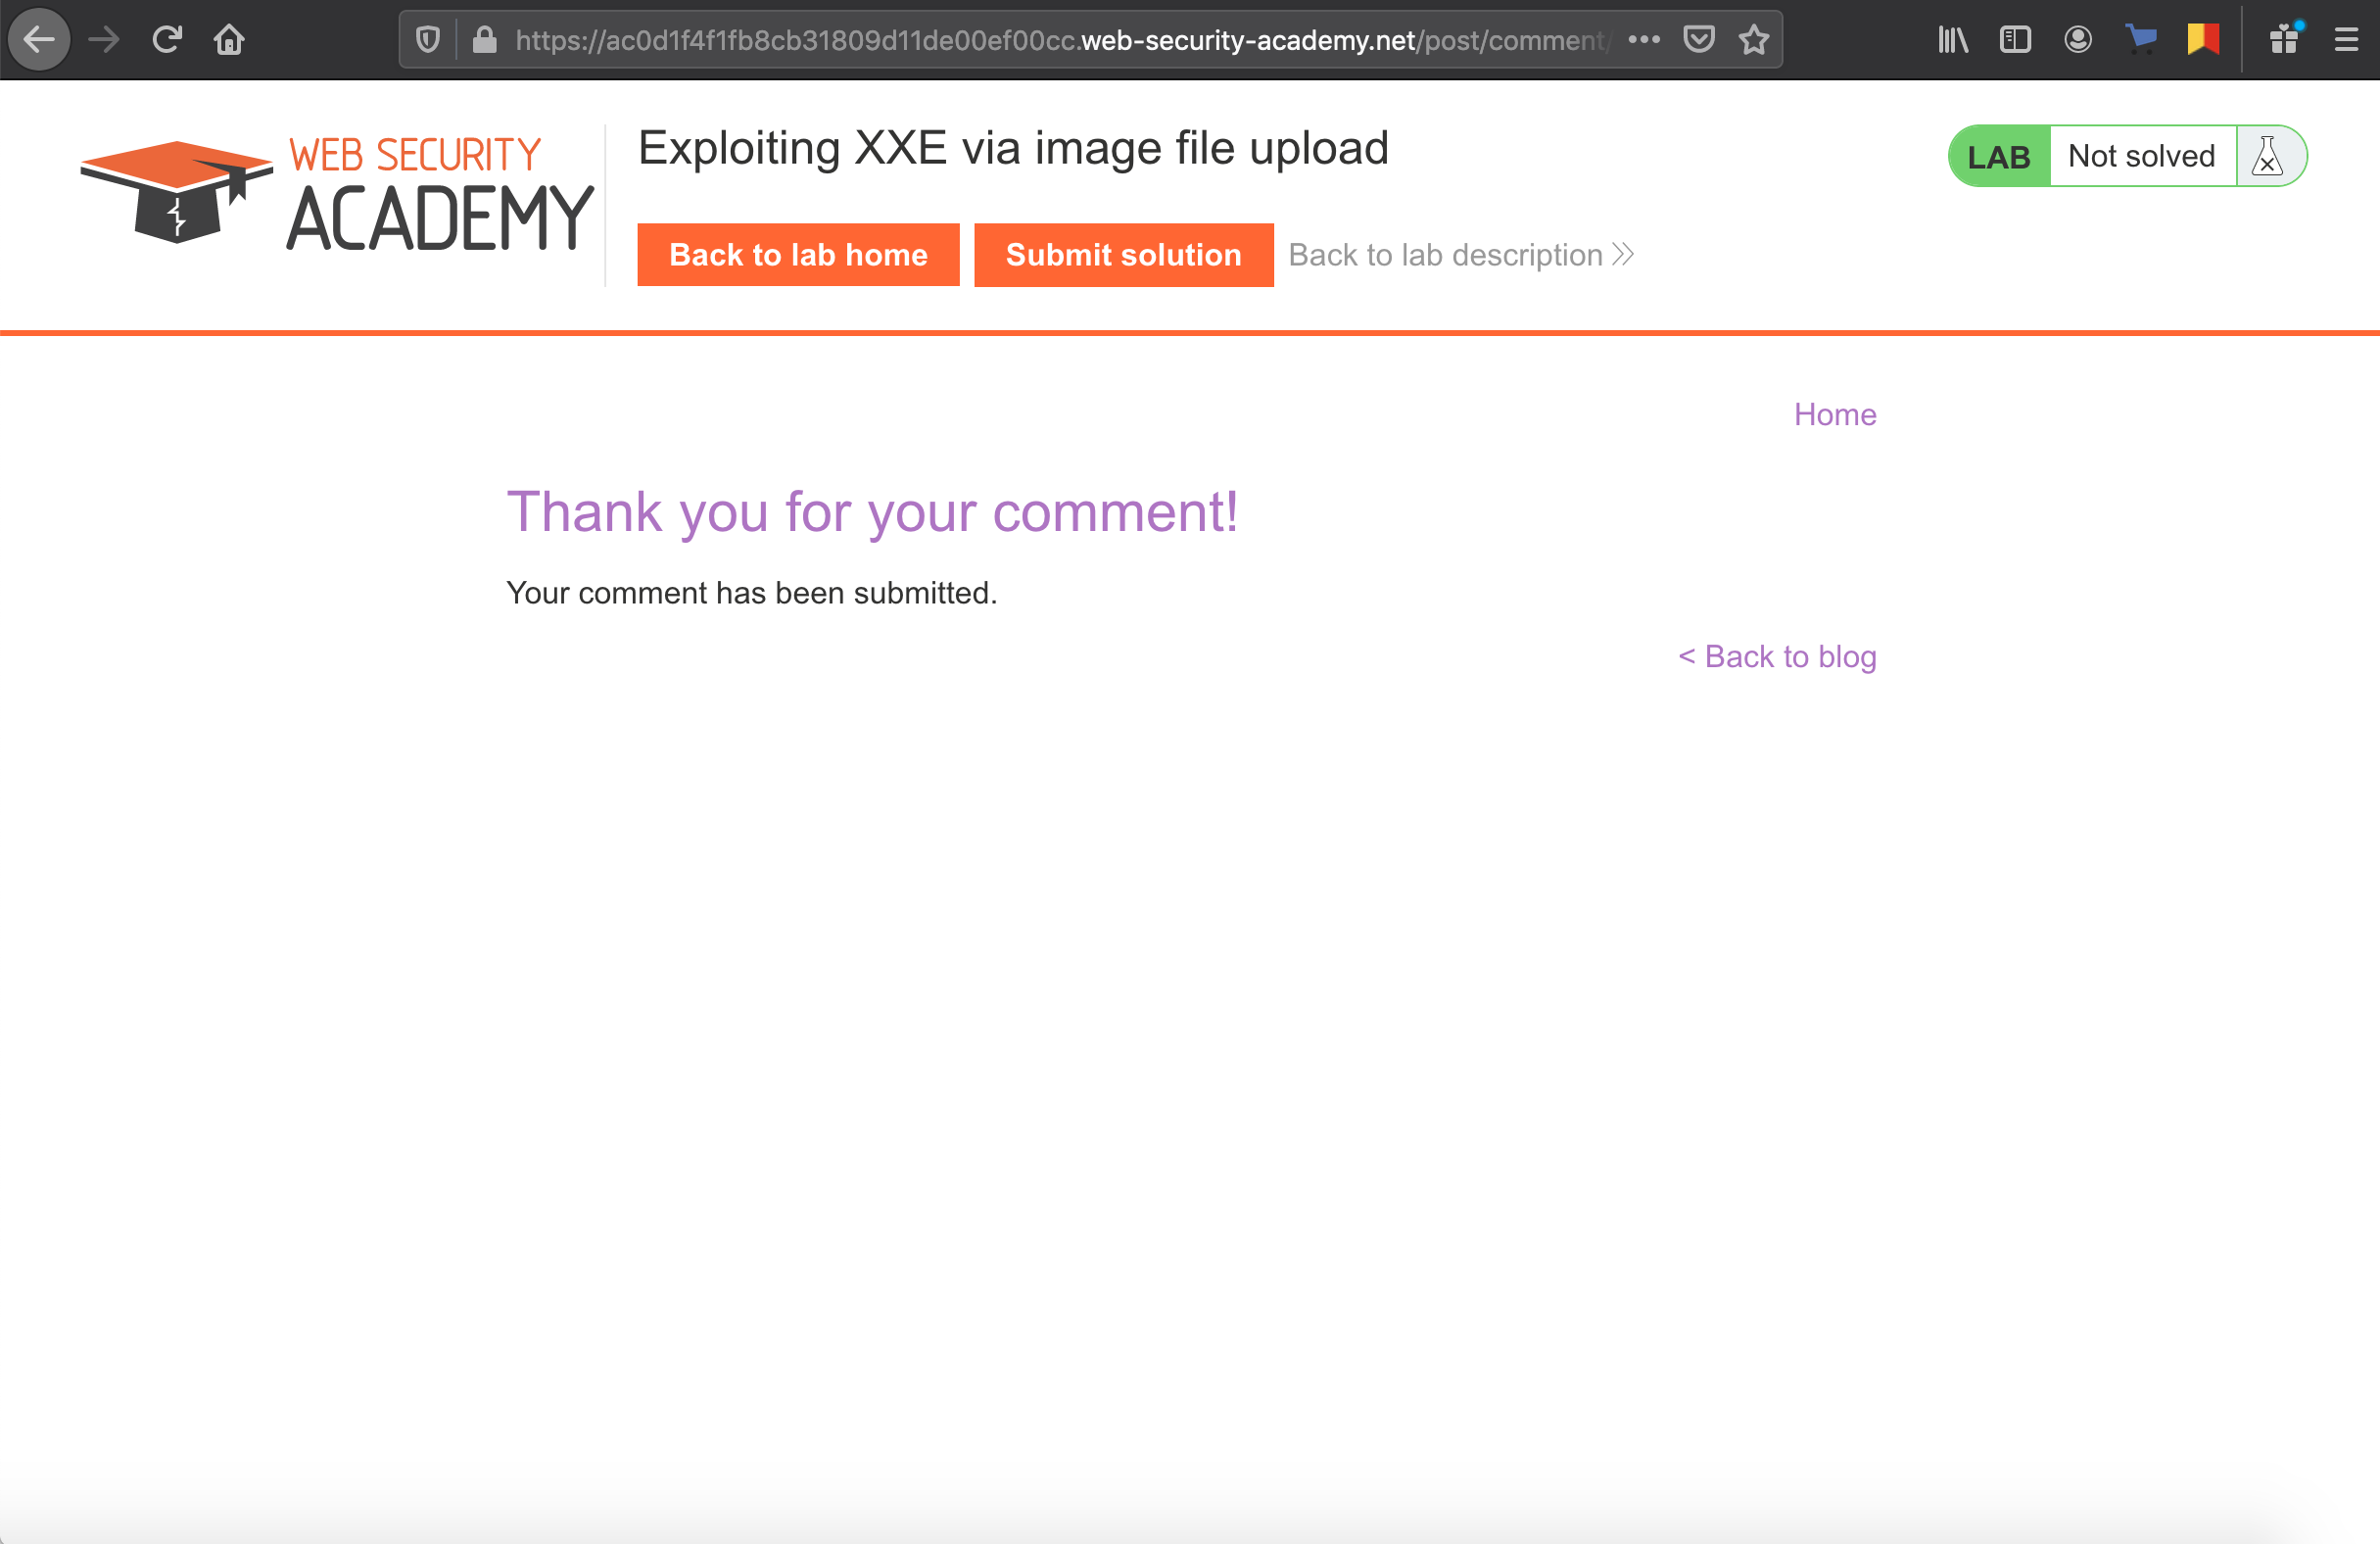 https://ac0d1f4f1fb8cb31809d11de00ef00cc.web-security-academy.net/post/comment/
WEB SECURITY
ACADEMY
Exploiting XXE via image file upload
LAB Not solved
Back to lab home Submit solution Back to lab description
Home
Thank you for your comment!
Your comment has been submitted.
< Back to blog